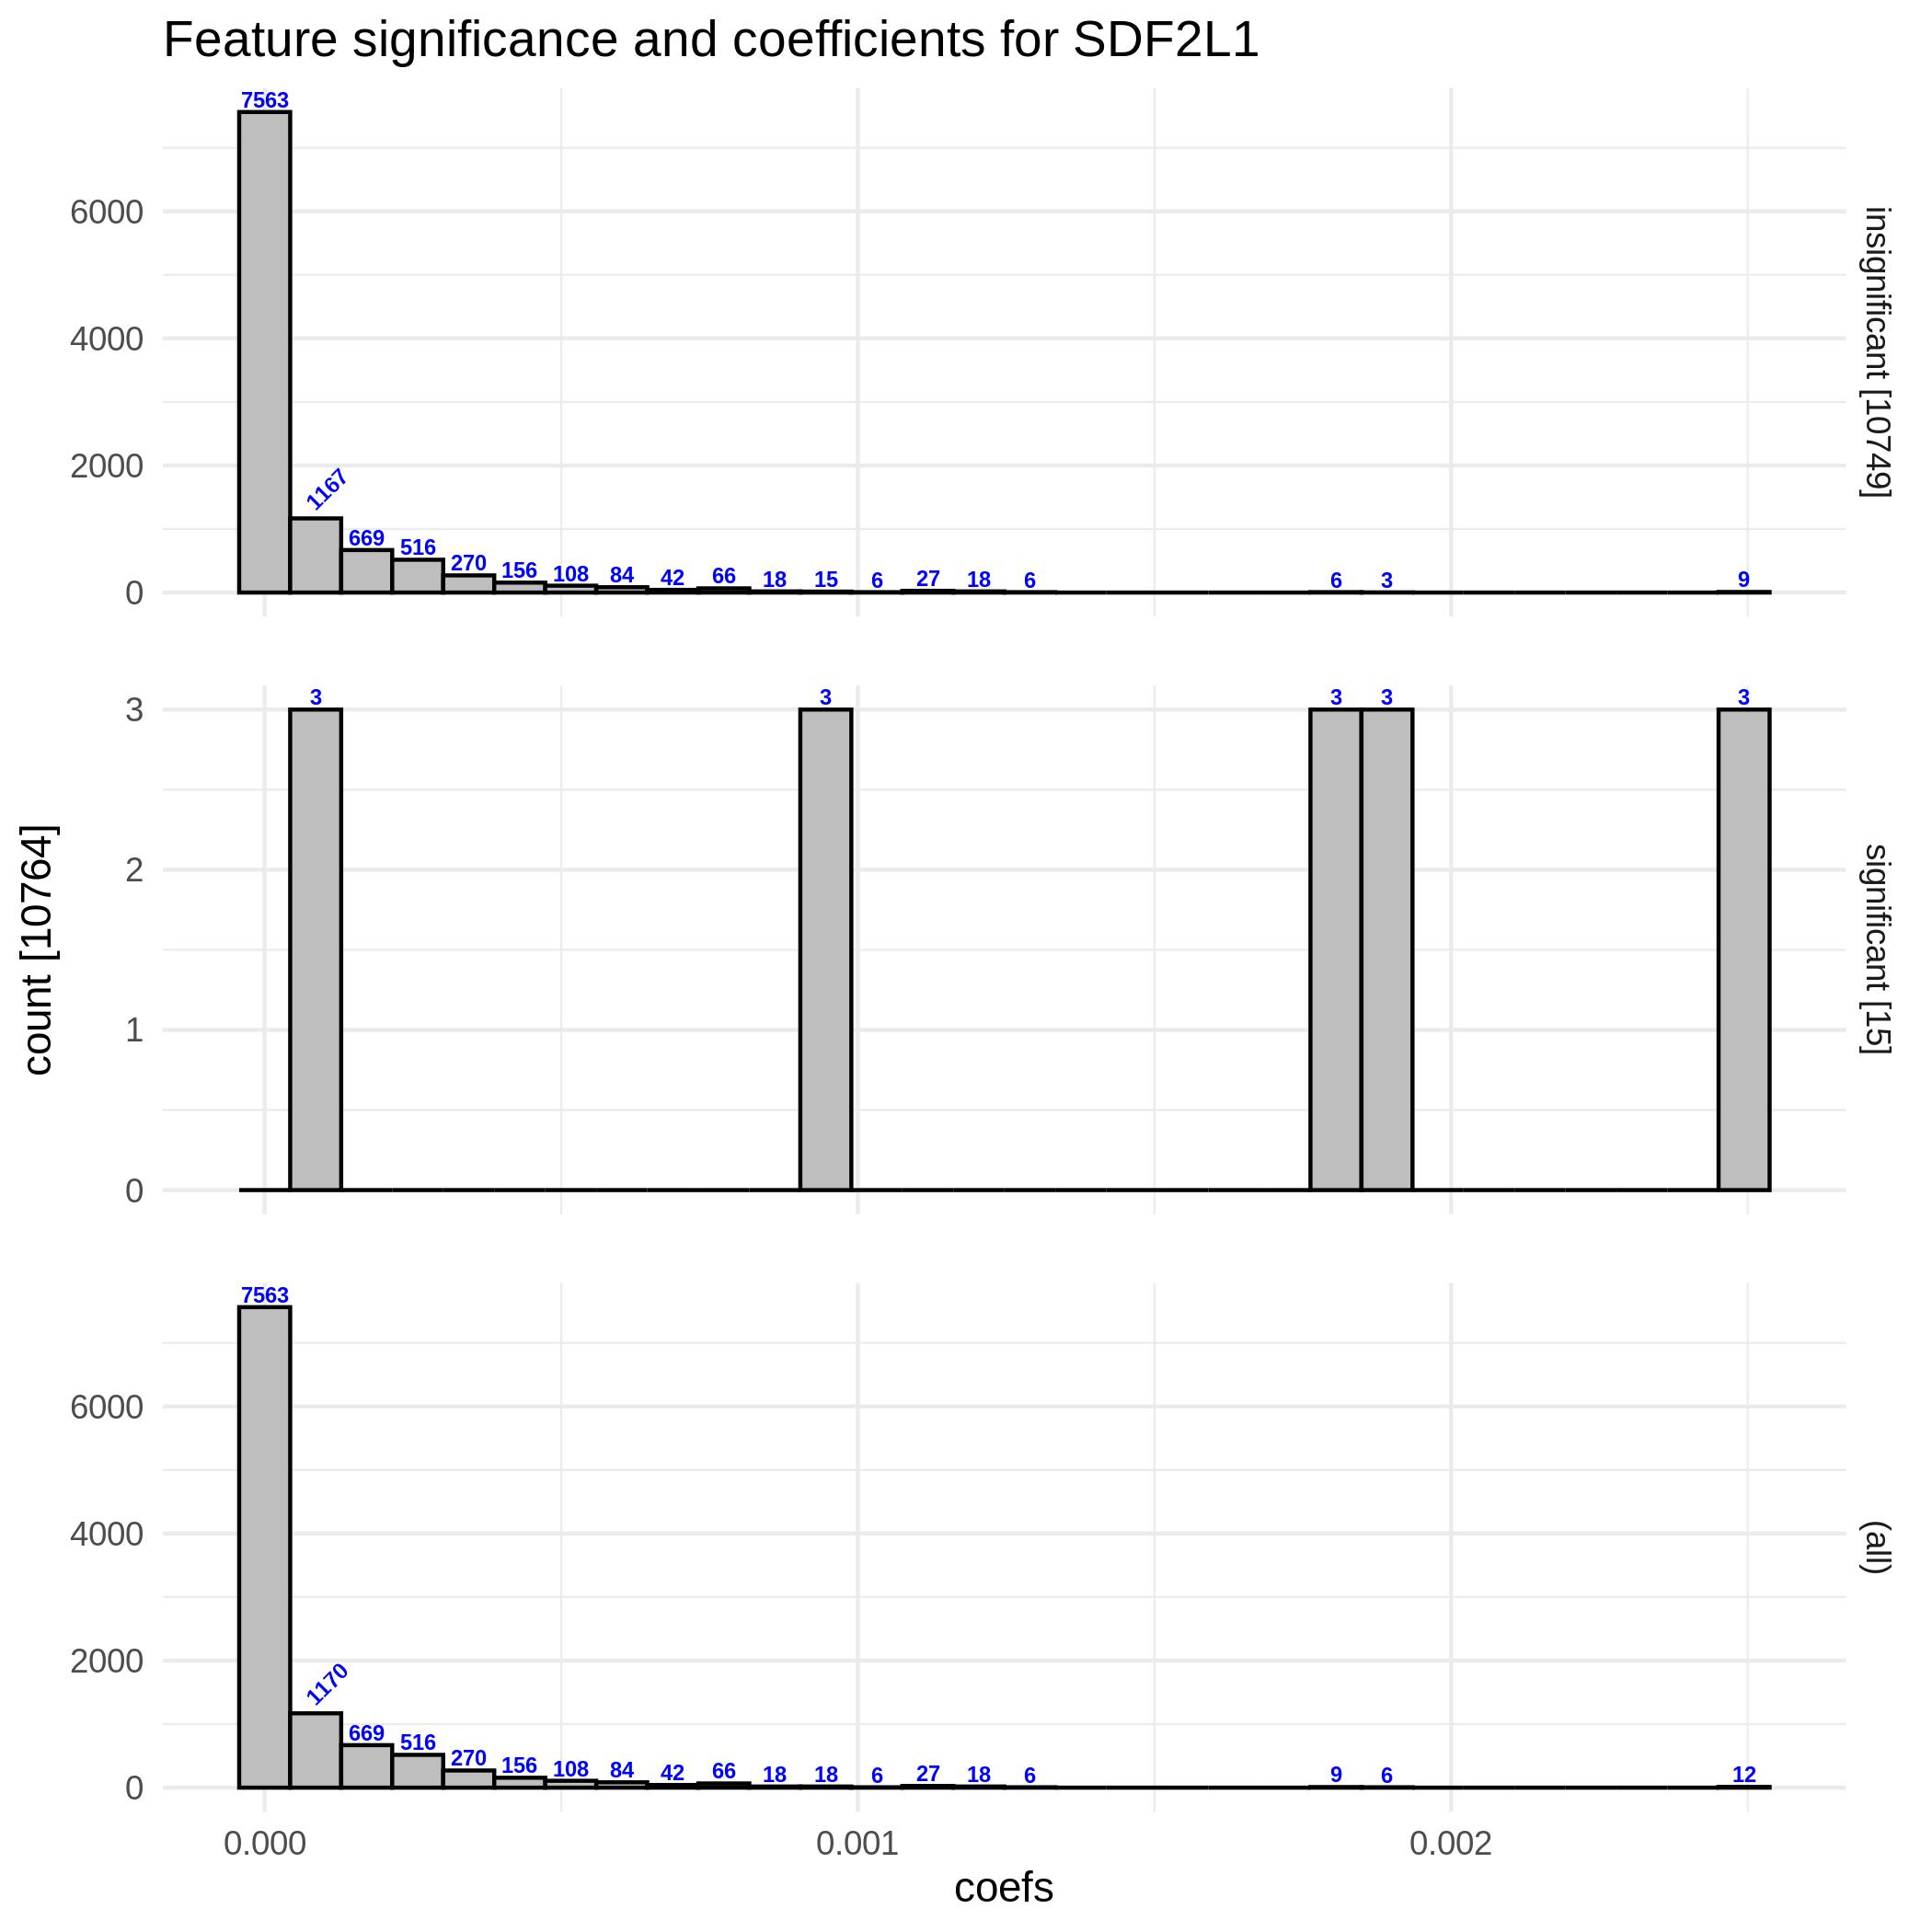 Feature significance and coefficients for SDF2L1
7563
6000
4000
2000
0
1167
669 516 270 156 108 84 42 66 18 15 6 27 18 6 6 3 9
insignificant [10749]
count [10764]
3 3 3 3 3
3
2
1
0
significant [15]
7563
6000
4000
2000
0
1170
669 516 270 156 108 84 42 66 18 18 6 27 18 6 9 6 12
(all)
0.000 0.001 0.002
coefs